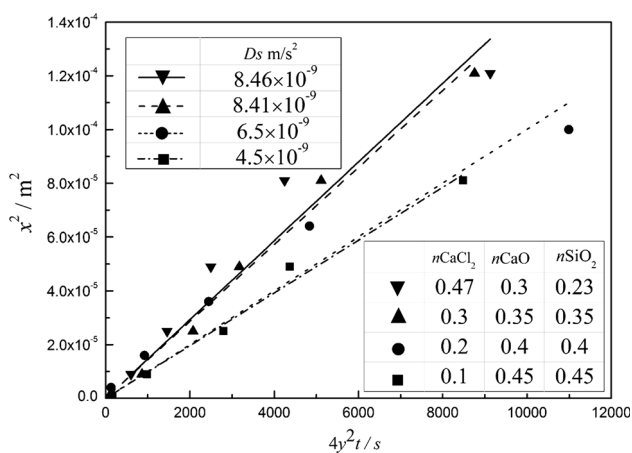 1.4x10⁻⁴
1.2x10⁻⁴
1.0x10⁻⁴
8.0x10⁻⁵
6.0x10⁻⁵
4.0x10⁻⁵
2.0x10⁻⁵
0.0
x² / m²
Ds m/s²
8.46×10⁻⁹
8.41×10⁻⁹
6.5×10⁻⁹
4.5×10⁻⁹
nCaCl₂ nCaO nSiO₂
0.47 0.3 0.23
0.3 0.35 0.35
0.2 0.4 0.4
0.1 0.45 0.45
0 2000 4000 6000 8000 10000 12000
4y²t / s